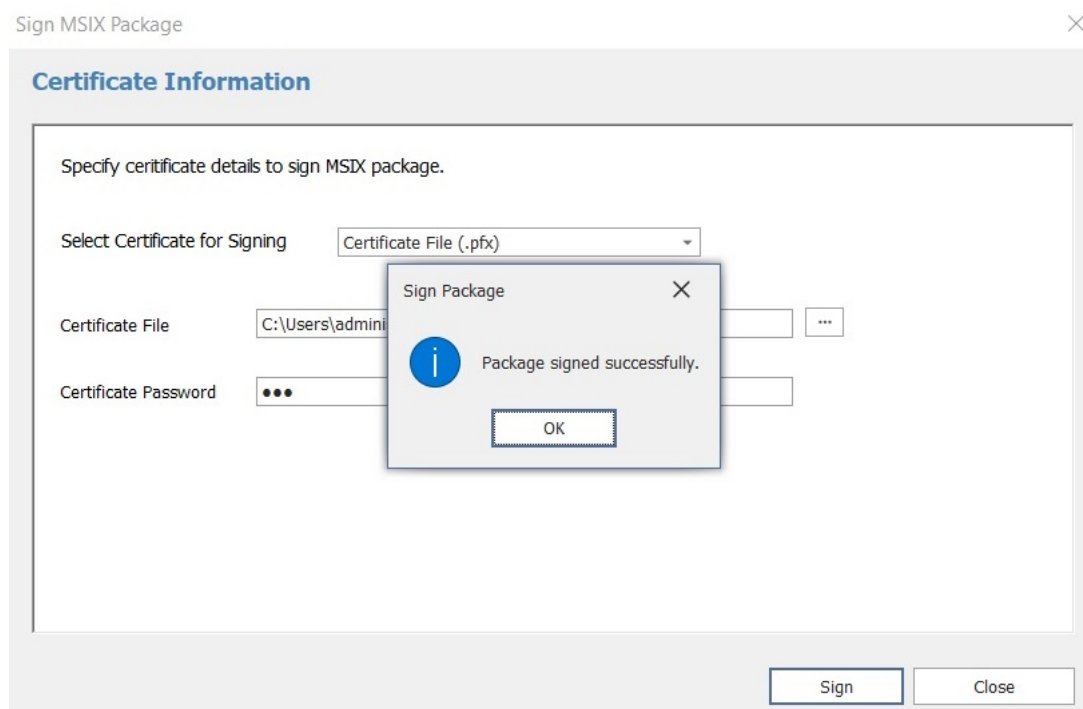 Sign MSIX Package
Certificate Information
Specify ceritificate details to sign MSIX package.
Select Certificate for Signing
Certificate File (.pfx)
Sign Package
Certificate File
C:\Users\admini
...
Package signed successfully.
Certificate Password
●●●
OK
Sign
Close